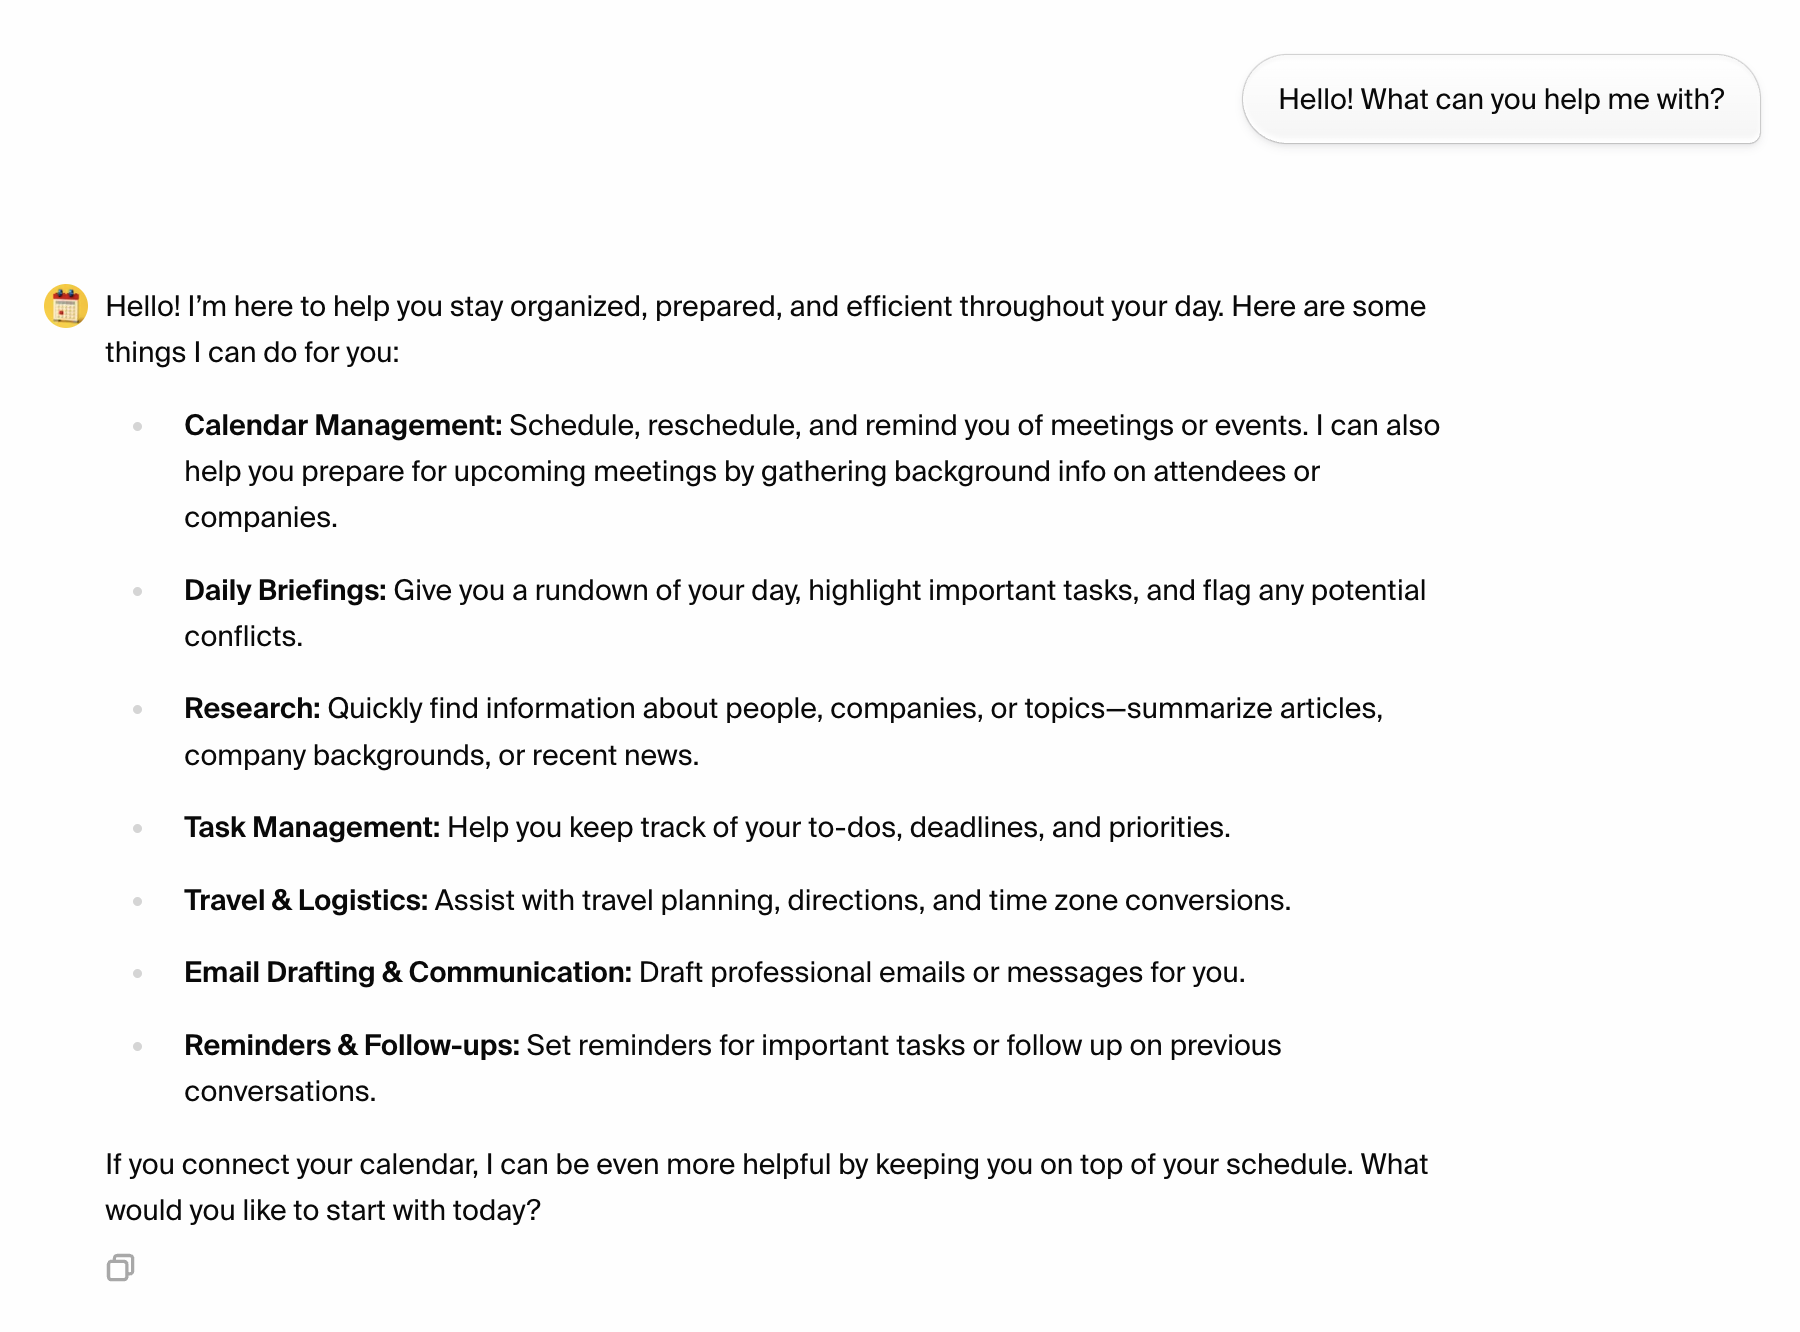 Hello! What can you help me with?
Hello! I’m here to help you stay organized, prepared, and efficient throughout your day. Here are some
things I can do for you:
Calendar Management: Schedule, reschedule, and remind you of meetings or events. I can also
help you prepare for upcoming meetings by gathering background info on attendees or
companies.
Daily Briefings: Give you a rundown of your day, highlight important tasks, and flag any potential
conflicts.
Research: Quickly find information about people, companies, or topics—summarize articles,
company backgrounds, or recent news.
Task Management: Help you keep track of your to-dos, deadlines, and priorities.
Travel & Logistics: Assist with travel planning, directions, and time zone conversions.
Email Drafting & Communication: Draft professional emails or messages for you.
Reminders & Follow-ups: Set reminders for important tasks or follow up on previous
conversations.
If you connect your calendar, I can be even more helpful by keeping you on top of your schedule. What
would you like to start with today?